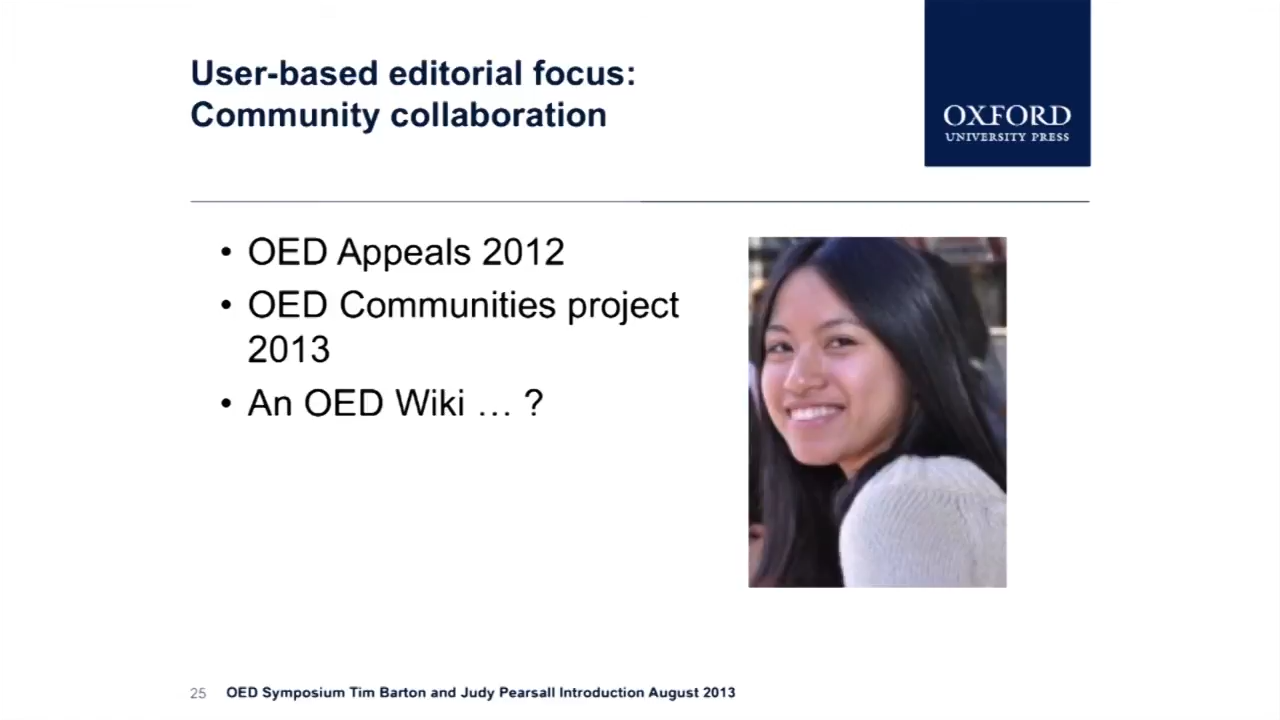 User-based editorial focus:
Community collaboration
OXFORD
UNIVERSITY PRESS
• OED Appeals 2012
• OED Communities project
2013
• An OED Wiki … ?
25 OED Symposium Tim Barton and Judy Pearsall Introduction August 2013